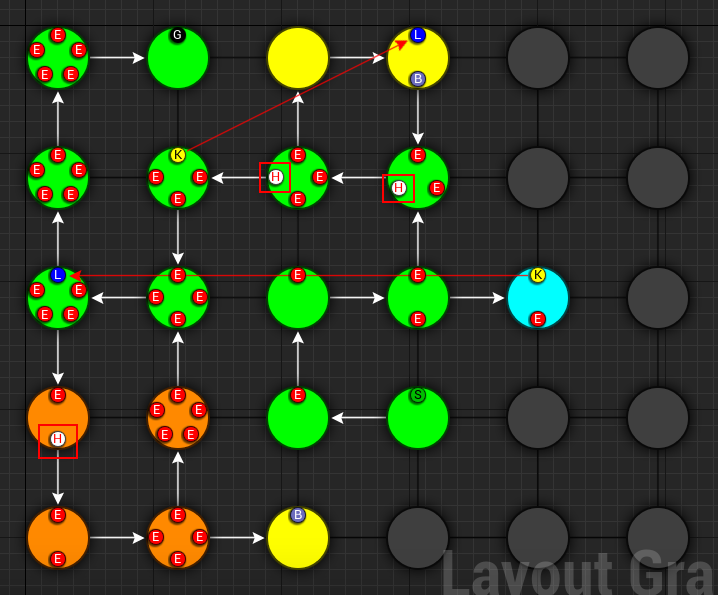 E G L
E E
E E B
E K E E
E E E E H E
E E E E H E
L E E E K
E E E E
E E E E E
E E E S
E E
H E E
E E B
E E
E E
Layout Gra